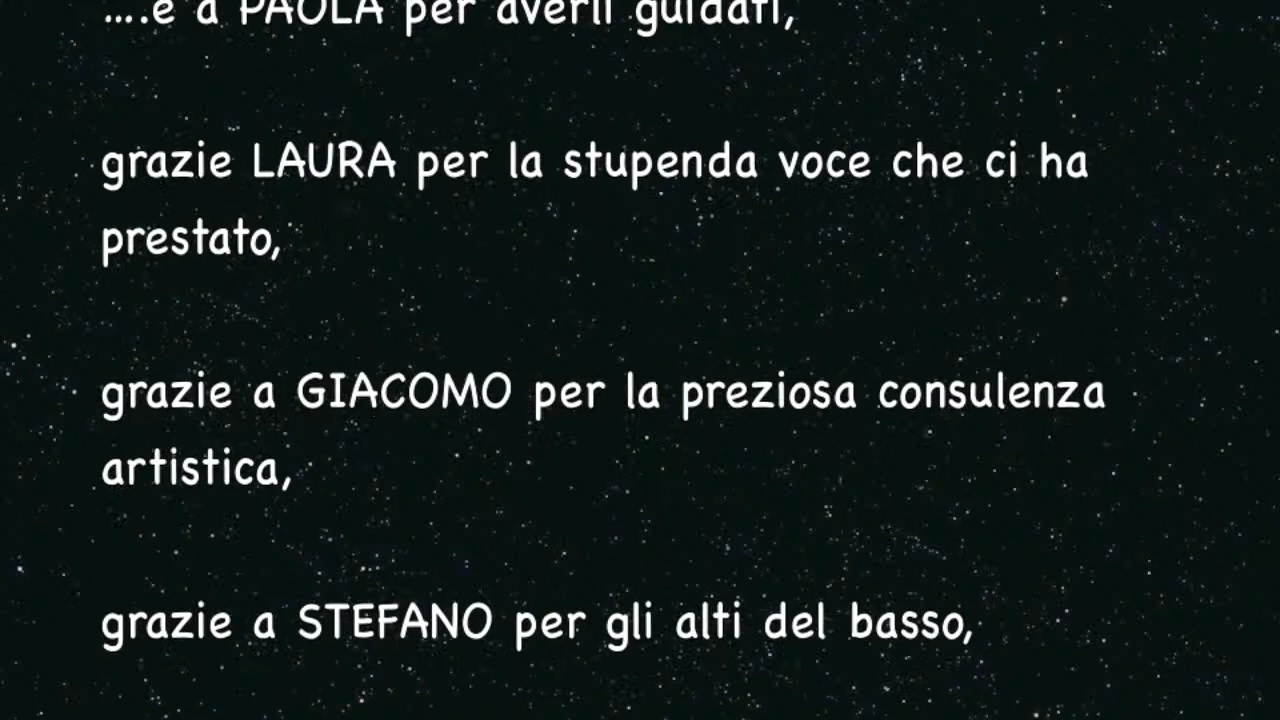 ....e a PAOLA per averli guidati,
grazie LAURA per la stupenda voce che ci ha
prestato,
grazie a GIACOMO per la preziosa consulenza
artistica,
grazie a STEFANO per gli alti del basso,